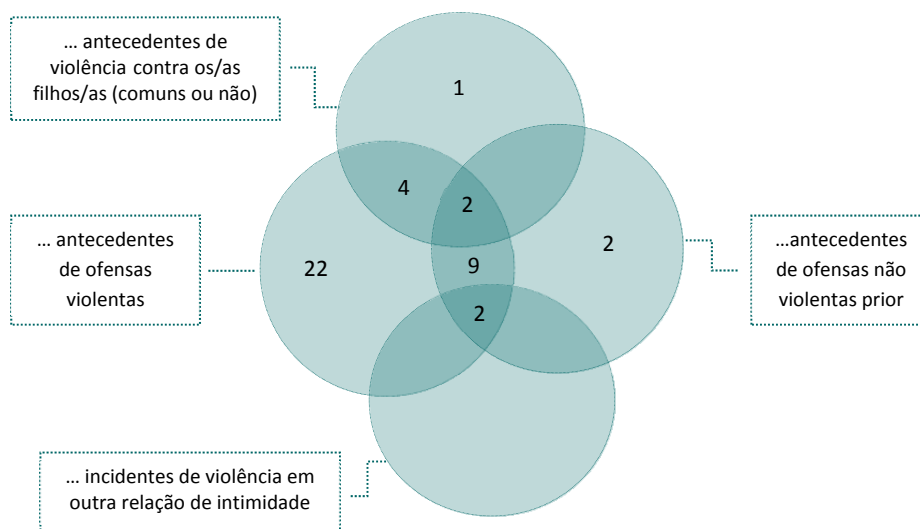 ... antecedentes de
violência contra os/as
filhos/as (comuns ou não)
1
4
2
... antecedentes
de ofensas
violentas
22
9
2
2
...antecedentes
de ofensas não
violentas prior
... incidentes de violência em
outra relação de intimidade